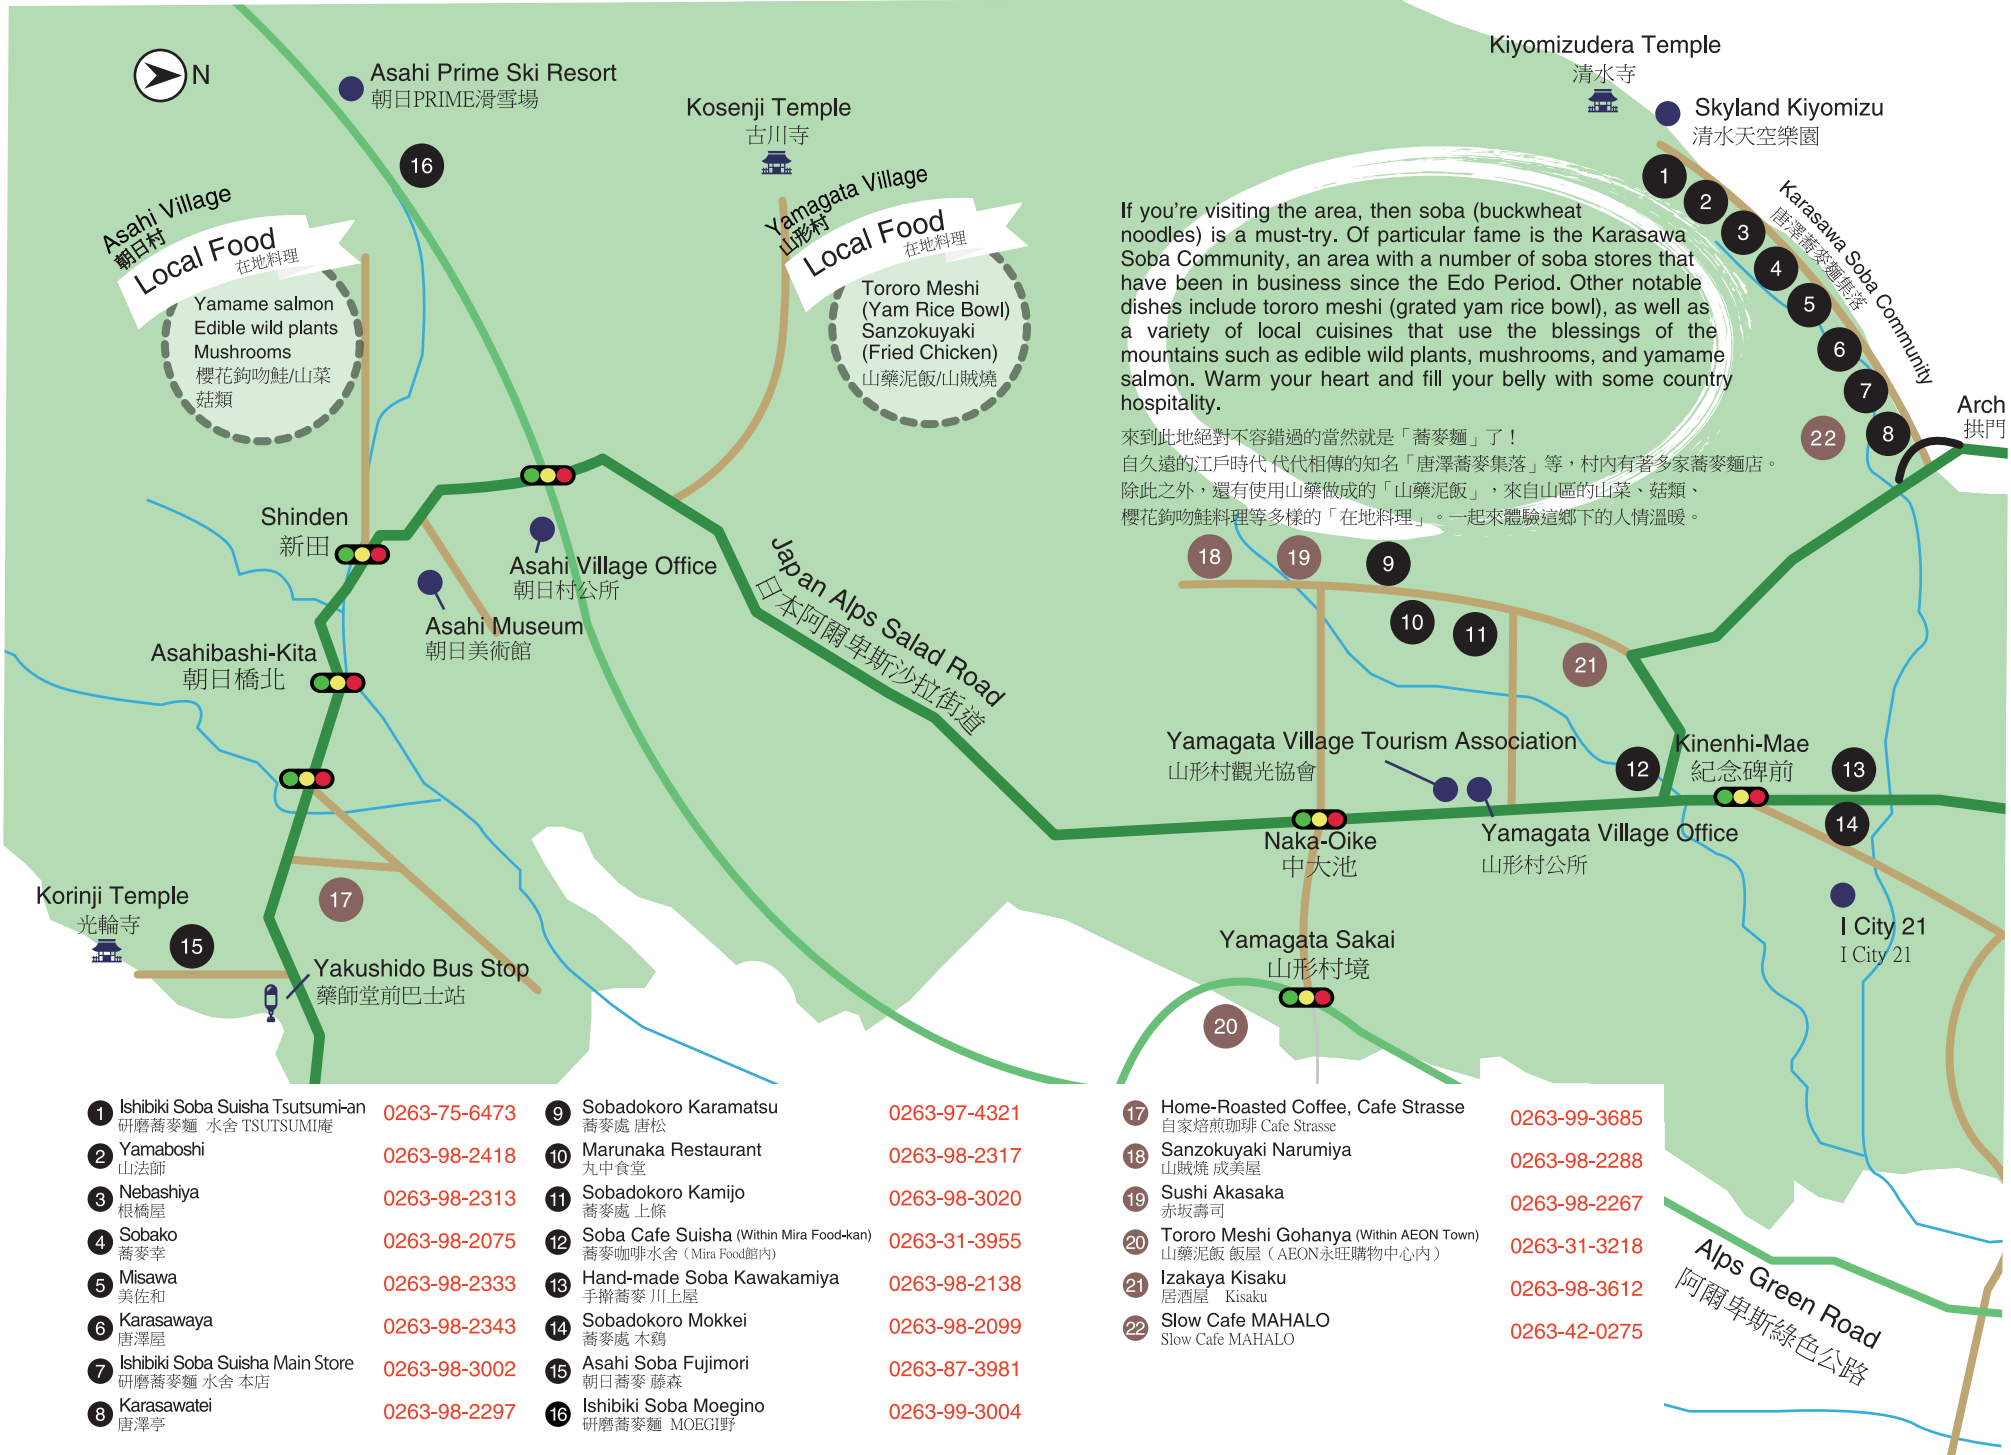 N
Asahi Prime Ski Resort
朝日PRIME滑雪場
16
Kosenji Temple
古川寺
Kiyomizudera Temple
清水寺
Skyland Kiyomizu
清水天空樂園
Asahi Village
朝日村
Local Food
在地料理
Yamame salmon
Edible wild plants
Mushrooms
櫻花鉤吻鮭/山菜
菇類
Yamagata Village
山形村
Local Food
在地料理
Tororo Meshi
(Yam Rice Bowl)
Sanzokuyaki
(Fried Chicken)
山藥泥飯/山賊燒
If you’re visiting the area, then soba (buckwheat
noodles) is a must-try. Of particular fame is the Karasawa
Soba Community, an area with a number of soba stores that
have been in business since the Edo Period. Other notable
dishes include tororo meshi (grated yam rice bowl), as well as
a variety of local cuisines that use the blessings of the
mountains such as edible wild plants, mushrooms, and yamame
salmon. Warm your heart and fill your belly with some country
hospitality.
來到此地絕對不容錯過的當然就是「蕎麥麵」了！
自久遠的江戶時代 代代相傳的知名「唐澤蕎麥集落」等，村內有著多家蕎麥麵店。
除此之外，還有使用山藥做成的「山藥泥飯」，來自山區的山菜、菇類、
櫻花鉤吻鮭料理等多樣的「在地料理」。一起來體驗這鄉下的人情溫暖。
1
2
3
4
5
6
7
8
22
Karasawa Soba Community
唐澤蕎麥麵集落
Arch
拱門
Shinden
新田
Asahi Village Office
朝日村公所
Asahi Museum
朝日美術館
Asahibashi-Kita
朝日橋北
Japan Alps Salad Road
日本阿爾卑斯沙拉街道
18
19
9
10
11
21
Yamagata Village Tourism Association
山形村觀光協會
12
Kinenhi-Mae
紀念碑前
13
14
Naka-Oike
中大池
Yamagata Village Office
山形村公所
Korinji Temple
光輪寺
15
17
Yakushido Bus Stop
藥師堂前巴士站
Yamagata Sakai
山形村境
20
I City 21
I City 21
Alps Green Road
阿爾卑斯綠色公路
1 Ishibiki Soba Suisha Tsutsumi-an 0263-75-6473
研磨蕎麥麵 水舍 TSUTSUMI庵
2 Yamaboshi 0263-98-2418
山法師
3 Nebashiya 0263-98-2313
根橋屋
4 Sobako 0263-98-2075
蕎麥幸
5 Misawa 0263-98-2333
美佐和
6 Karasawaya 0263-98-2343
唐澤屋
7 Ishibiki Soba Suisha Main Store 0263-98-3002
研磨蕎麥麵 水舍 本店
8 Karasawatei 0263-98-2297
唐澤亭
9 Sobadokoro Karamatsu 0263-97-4321
蕎麥處 唐松
10 Marunaka Restaurant 0263-98-2317
丸中食堂
11 Sobadokoro Kamijo 0263-98-3020
蕎麥處 上條
12 Soba Cafe Suisha (Within Mira Food-kan) 0263-31-3955
蕎麥咖啡水舍（Mira Food館內）
13 Hand-made Soba Kawakamiya 0263-98-2138
手擀蕎麥 川上屋
14 Sobadokoro Mokkei 0263-98-2099
蕎麥處 木鷄
15 Asahi Soba Fujimori 0263-87-3981
朝日蕎麥 藤森
16 Ishibiki Soba Moegino 0263-99-3004
研磨蕎麥麵 MOEGI野
17 Home-Roasted Coffee, Cafe Strasse 0263-99-3685
自家焙煎珈琲 Cafe Strasse
18 Sanzokuyaki Narumiya 0263-98-2288
山賊燒 成美屋
19 Sushi Akasaka 0263-98-2267
赤坂壽司
20 Tororo Meshi Gohanya (Within AEON Town) 0263-31-3218
山藥泥飯 飯屋（AEON永旺購物中心內）
21 Izakaya Kisaku 0263-98-3612
居酒屋 Kisaku
22 Slow Cafe MAHALO 0263-42-0275
Slow Cafe MAHALO